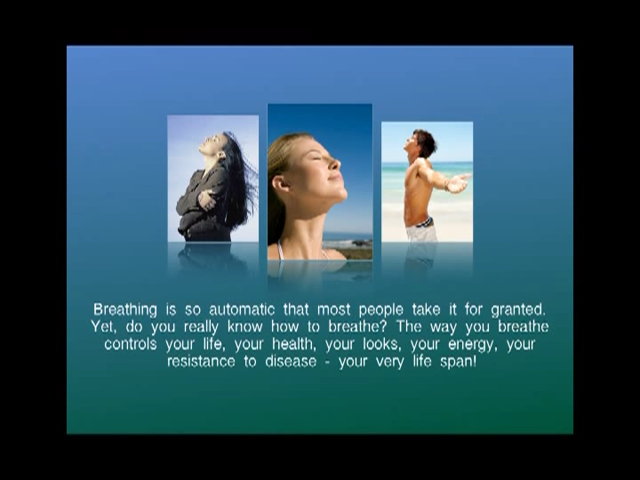 Breathing is so automatic that most people take it for granted.
Yet, do you really know how to breathe? The way you breathe
controls your life, your health, your looks, your energy, your
resistance to disease - your very life span!